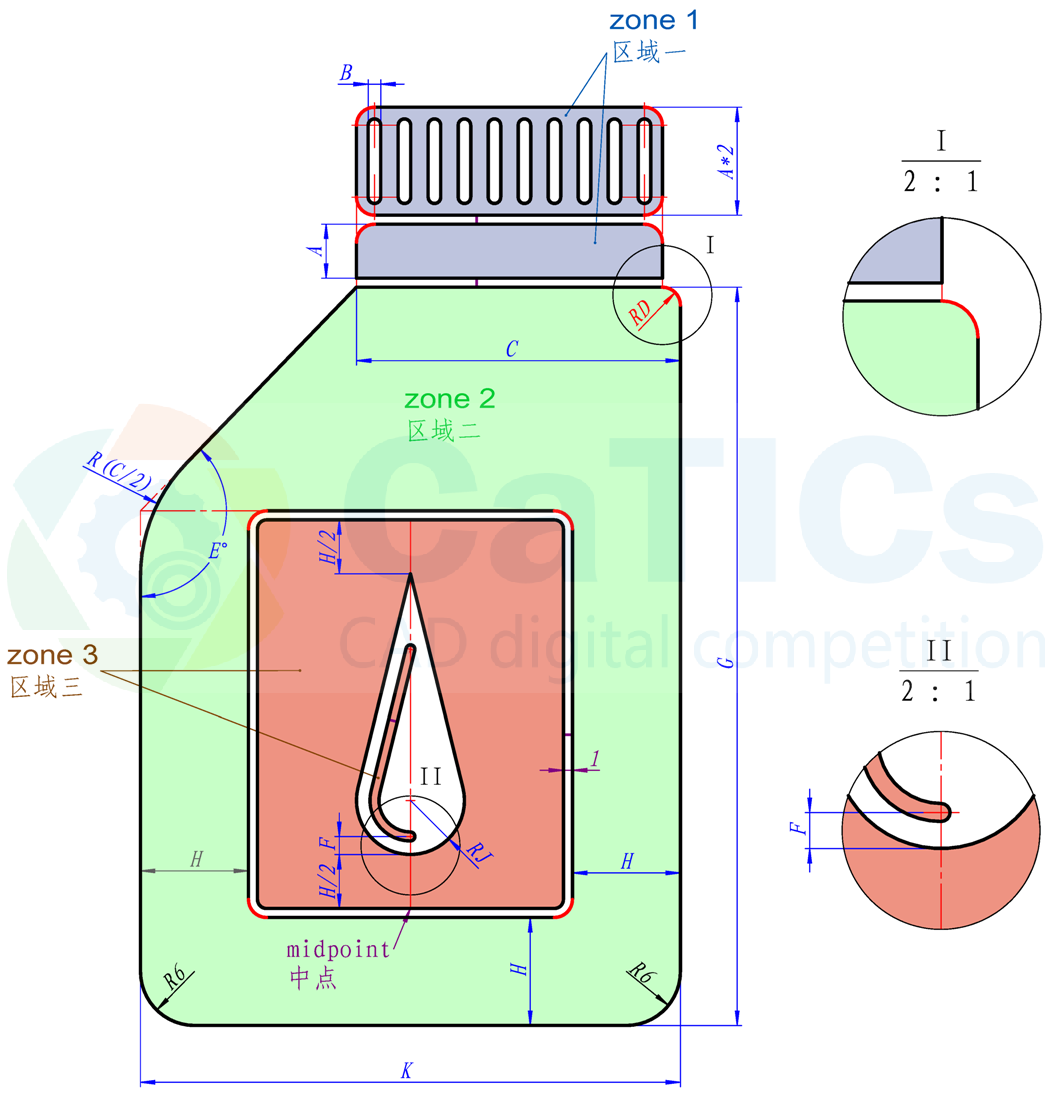 zone 1
区域一
B
A*2
I
2 : 1
A
I
RD
C
zone 2
区域二
R(C/2)
E°
H/2
CaTICs
CAD digital competition
G
zone 3
区域三
II
2 : 1
1
II
F
F
RJ
H
H/2
H
midpoint
中点
H
R6
R6
K